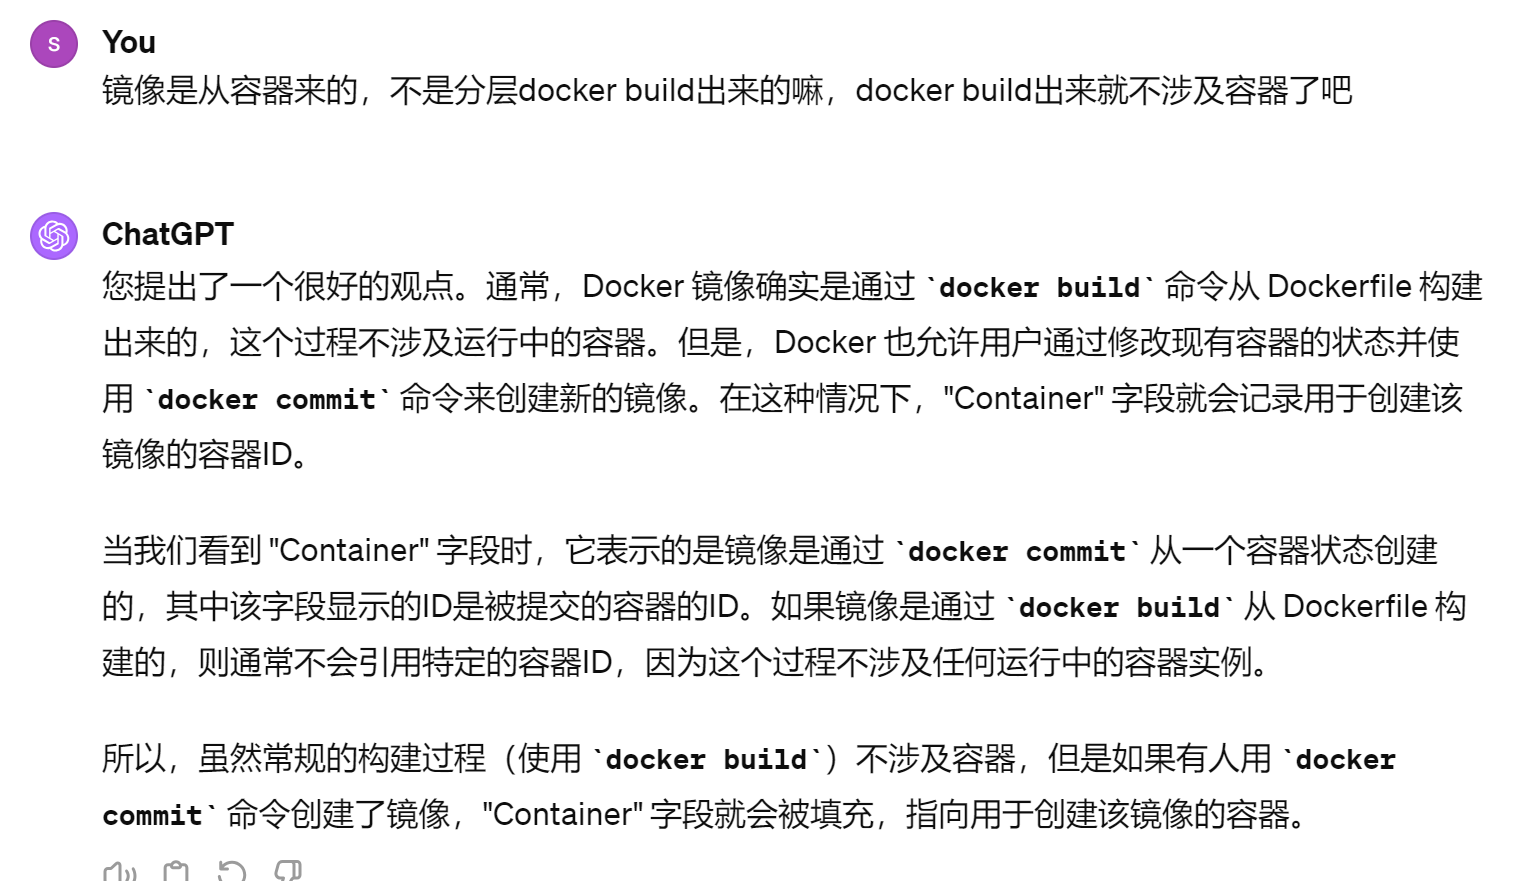 S
You
镜像是从容器来的，不是分层docker build出来的嘛，docker build出来就不涉及容器了吧
ChatGPT
您提出了一个很好的观点。通常，Docker 镜像确实是通过 `docker build` 命令从 Dockerfile 构建
出来的，这个过程不涉及运行中的容器。但是，Docker 也允许用户通过修改现有容器的状态并使
用 `docker commit` 命令来创建新的镜像。在这种情况下，"Container" 字段就会记录用于创建该
镜像的容器ID。
当我们看到 "Container" 字段时，它表示的是镜像是通过 `docker commit` 从一个容器状态创建
的，其中该字段显示的ID是被提交的容器的ID。如果镜像是通过 `docker build` 从 Dockerfile 构
建的，则通常不会引用特定的容器ID，因为这个过程不涉及任何运行中的容器实例。
所以，虽然常规的构建过程（使用 `docker build`）不涉及容器，但是如果有人用 `docker
commit` 命令创建了镜像，"Container" 字段就会被填充，指向用于创建该镜像的容器。